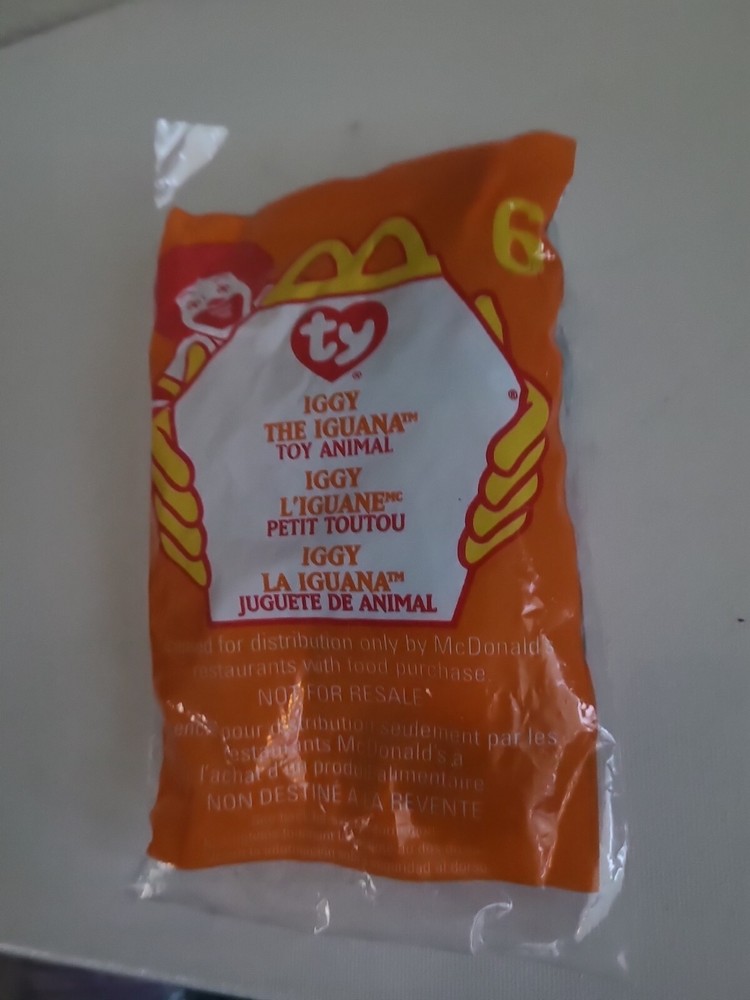 6
ty
®
®
IGGY
THE IGUANA™
TOY ANIMAL
IGGY
L'IGUANE MC
PETIT TOUTOU
IGGY
LA IGUANA™
JUGUETE DE ANIMAL
for distribution only by McDonald's
restaurants with food purchase.
NOT FOR RESALE
pour distribution seulement par les
restaurants McDonald's à
l'achat d'un produit alimentaire
NON DESTINÉ À LA REVENTE